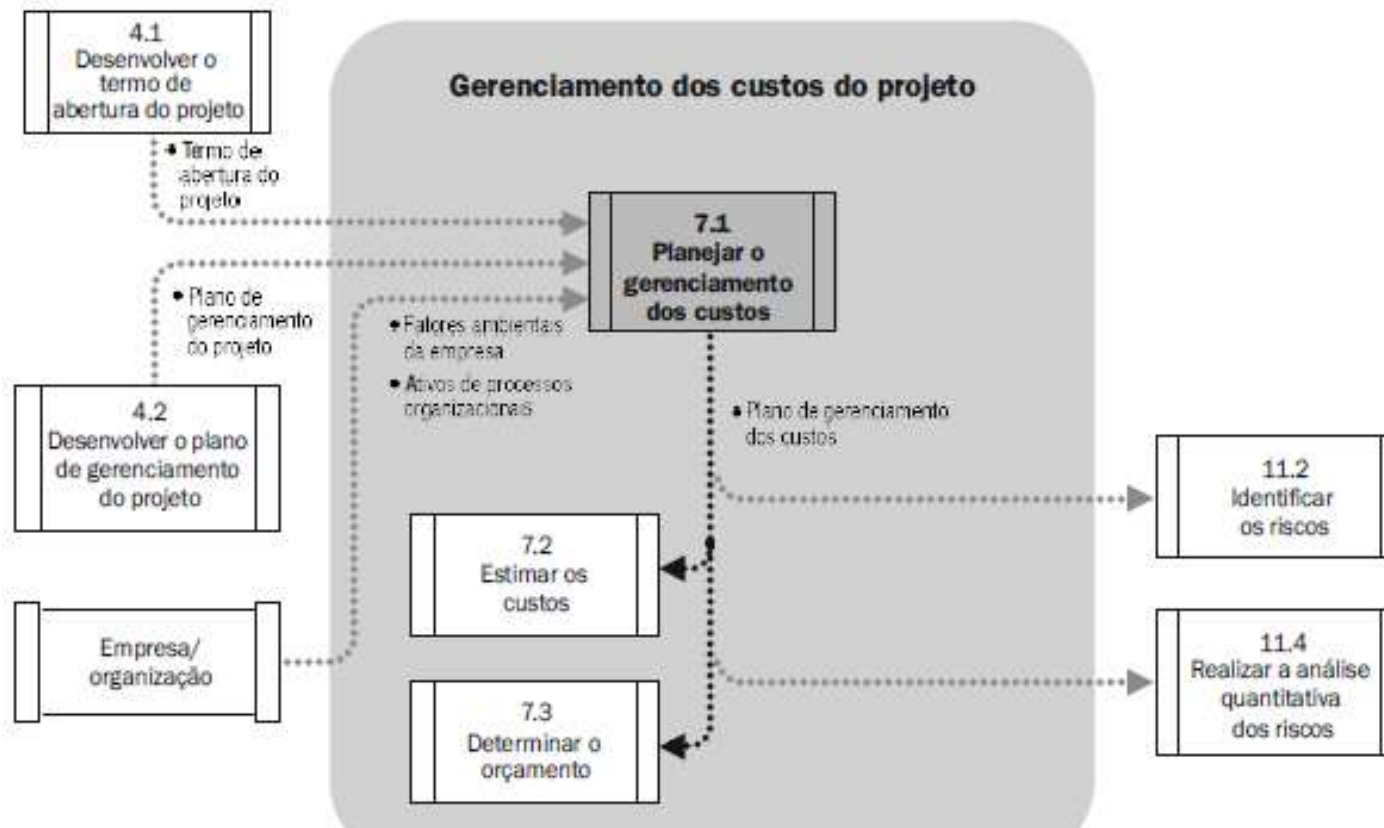 4.1
Desenvolver o
termo de
abertura do projeto
Gerenciamento dos custos do projeto
• Termo de
abertura do
projeto
7.1
Planejar o
gerenciamento
dos custos
• Plano de
gerenciamento
do projeto
• Fatores ambientais
da empresa
• Ativos de processos
organizacionais
4.2
Desenvolver o plano
de gerenciamento
do projeto
• Plano de gerenciamento
dos custos
11.2
Identificar
os riscos
7.2
Estimar os
custos
Empresa/
organização
11.4
Realizar a análise
quantitativa
dos riscos
7.3
Determinar o
orçamento